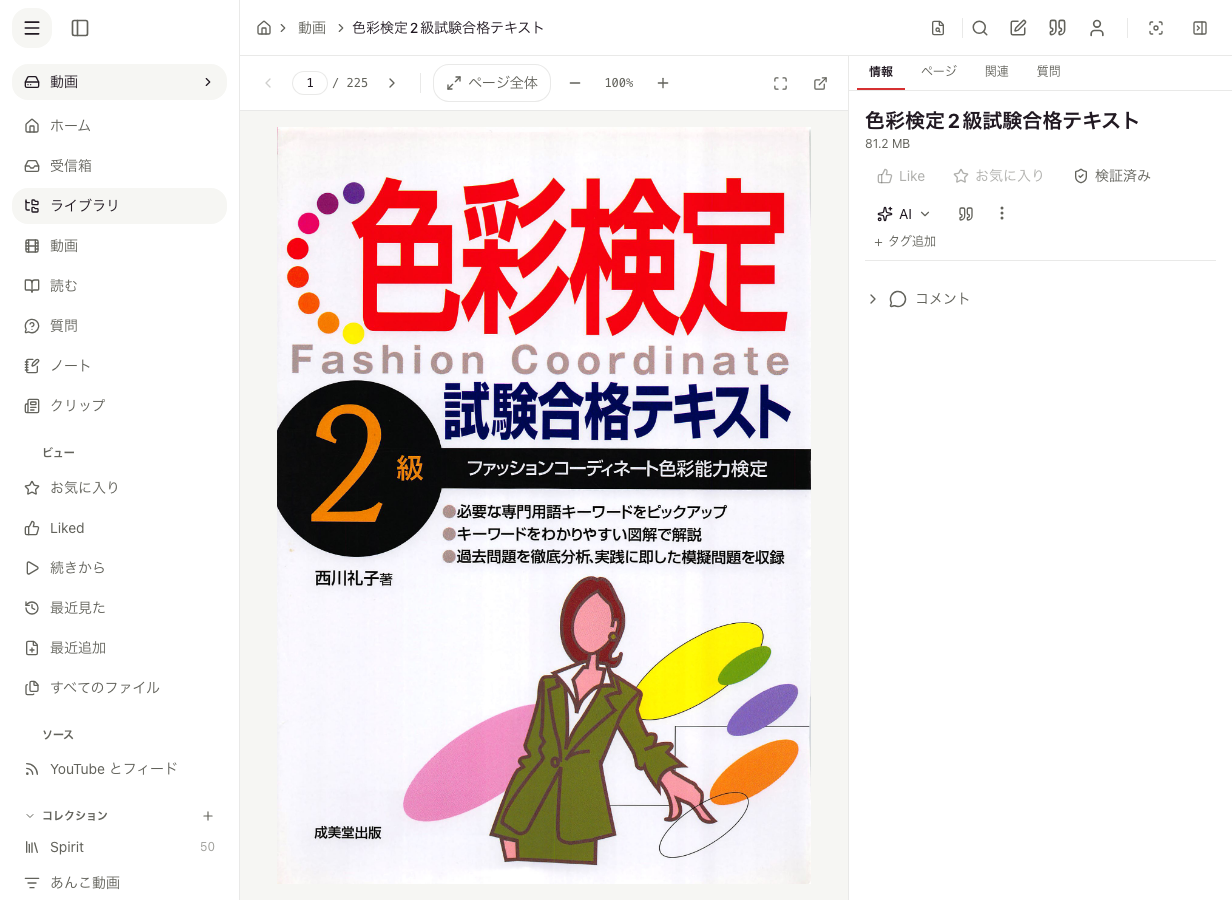 動画
色彩検定２級試験合格テキスト
動画
ホーム
受信箱
ライブラリ
動画
読む
質問
ノート
クリップ
ビュー
お気に入り
Liked
続きから
最近見た
最近追加
すべてのファイル
ソース
YouTube とフィード
コレクション
Spirit 50
あんこ動画
1 / 225
ページ全体
100%
色彩検定
Fashion Coordinate
試験合格テキスト
2級
ファッションコーディネート色彩能力検定
●必要な専門用語キーワードをピックアップ
●キーワードをわかりやすい図解で解説
●過去問題を徹底分析、実践に即した模擬問題を収録
西川礼子著
成美堂出版
情報 ページ 関連 質問
色彩検定２級試験合格テキスト
81.2 MB
Like お気に入り 検証済み
AI
+ タグ追加
コメント